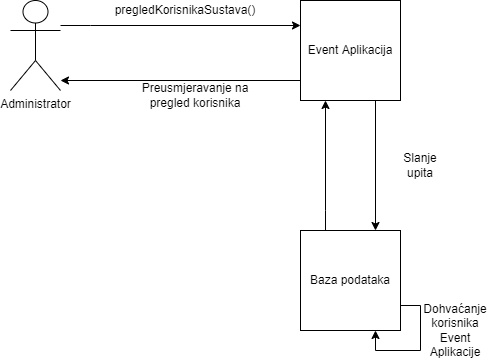 pregledKorisnikaSustava()
Event Aplikacija
Preusmjeravanje na
pregled korisnika
Administrator
Slanje
upita
Baza podataka
Dohvaćanje
korisnika
Event
Aplikacije